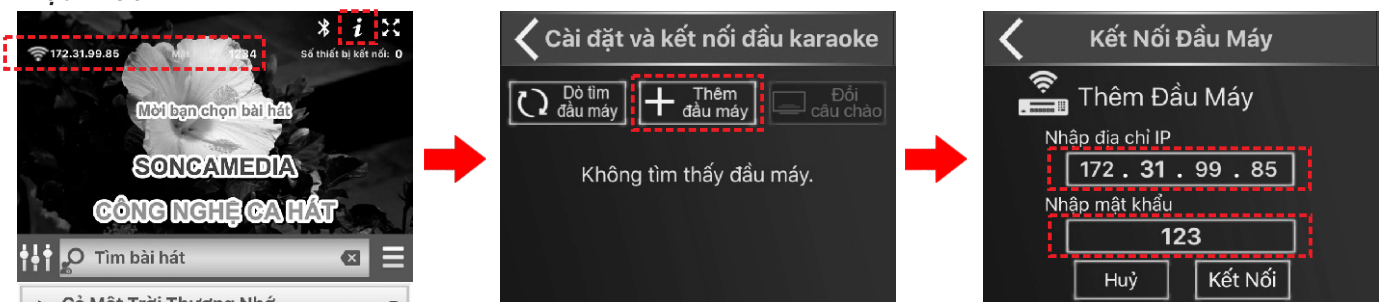 i
172.31.99.85
1234
Số thiết bị kết nối: 0
Mời bạn chọn bài hát
SONCAMEDIA
CÔNG NGHỆ CA HÁT
Tìm bài hát
Cài đặt và kết nối đầu karaoke
Dò tìm
đầu máy
Thêm
đầu máy
Đổi
câu chào
Không tìm thấy đầu máy.
Kết Nối Đầu Máy
Thêm Đầu Máy
Nhập địa chỉ IP
172 . 31 . 99 . 85
Nhập mật khẩu
123
Huỷ
Kết Nối